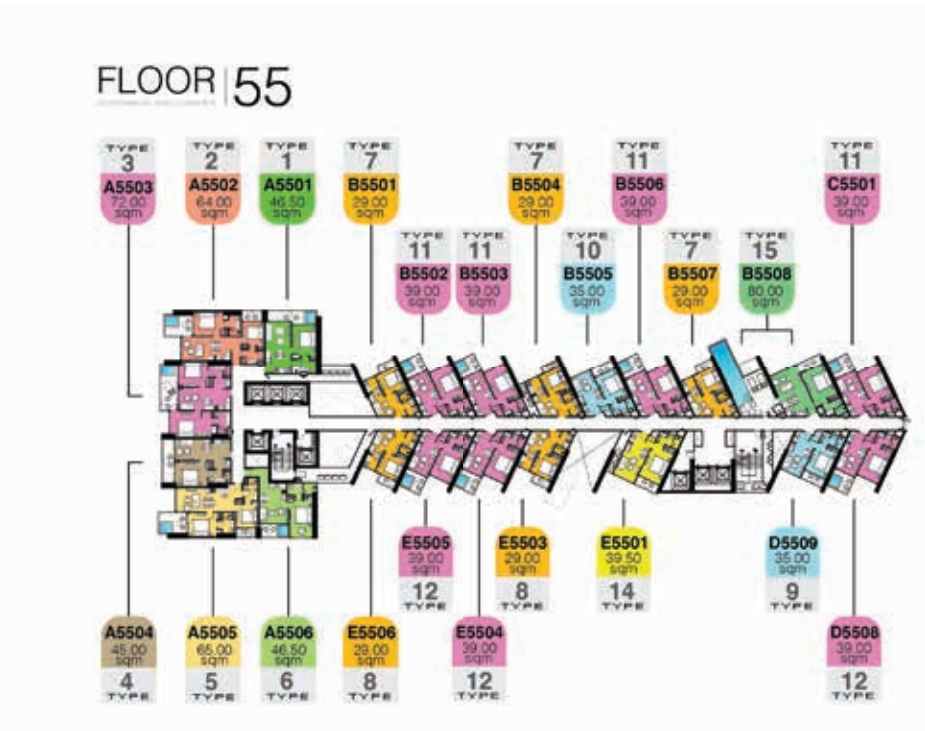 FLOOR 55
TYPE
3
A5503
72.00
sqm
TYPE
2
A5502
64.00
sqm
TYPE
1
A5501
46.50
sqm
TYPE
7
B5501
29.00
sqm
TYPE
7
B5504
29.00
sqm
TYPE
11
B5506
39.00
sqm
TYPE
11
C5501
39.00
sqm
TYPE
11
B5502
39.00
sqm
TYPE
11
B5503
39.00
sqm
TYPE
10
B5505
35.00
sqm
TYPE
7
B5507
29.00
sqm
TYPE
15
B5508
80.00
sqm
E5505
39.00
sqm
12
TYPE
E5503
29.00
sqm
8
TYPE
E5501
39.50
sqm
14
TYPE
D5509
35.00
sqm
9
TYPE
A5504
45.00
sqm
4
TYPE
A5505
65.00
sqm
5
TYPE
A5506
46.50
sqm
6
TYPE
E5506
29.00
sqm
8
TYPE
E5504
39.00
sqm
12
TYPE
D5508
39.00
sqm
12
TYPE